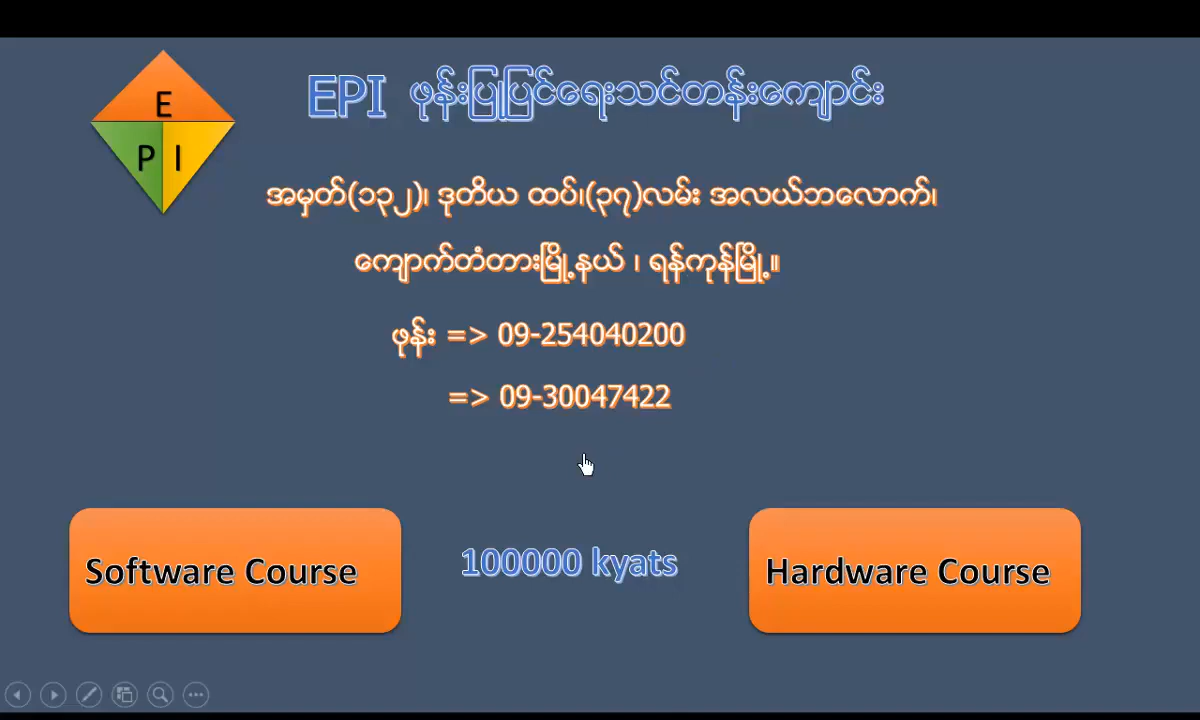 E
P I
EPI ဖုန်းပြုပြင်ရေးသင်တန်းကျောင်း
အမှတ်(၁၃၂)၊ ဒုတိယ ထပ်၊(၃၇)လမ်း အလယ်ဘလောက်၊
ကျောက်တံတားမြို့နယ် ၊ ရန်ကုန်မြို့။
ဖုန်း => 09-254040200
=> 09-30047422
Software Course
100000 kyats
Hardware Course